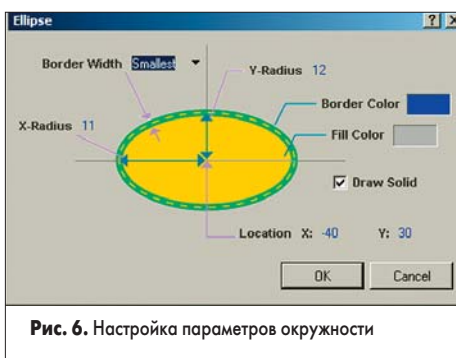 Ellipse
Border Width Smallest
Y-Radius 12
Border Color
X-Radius 11
Fill Color
Draw Solid
Location X: -40 Y: 30
OK Cancel
Рис. 6. Настройка параметров окружности